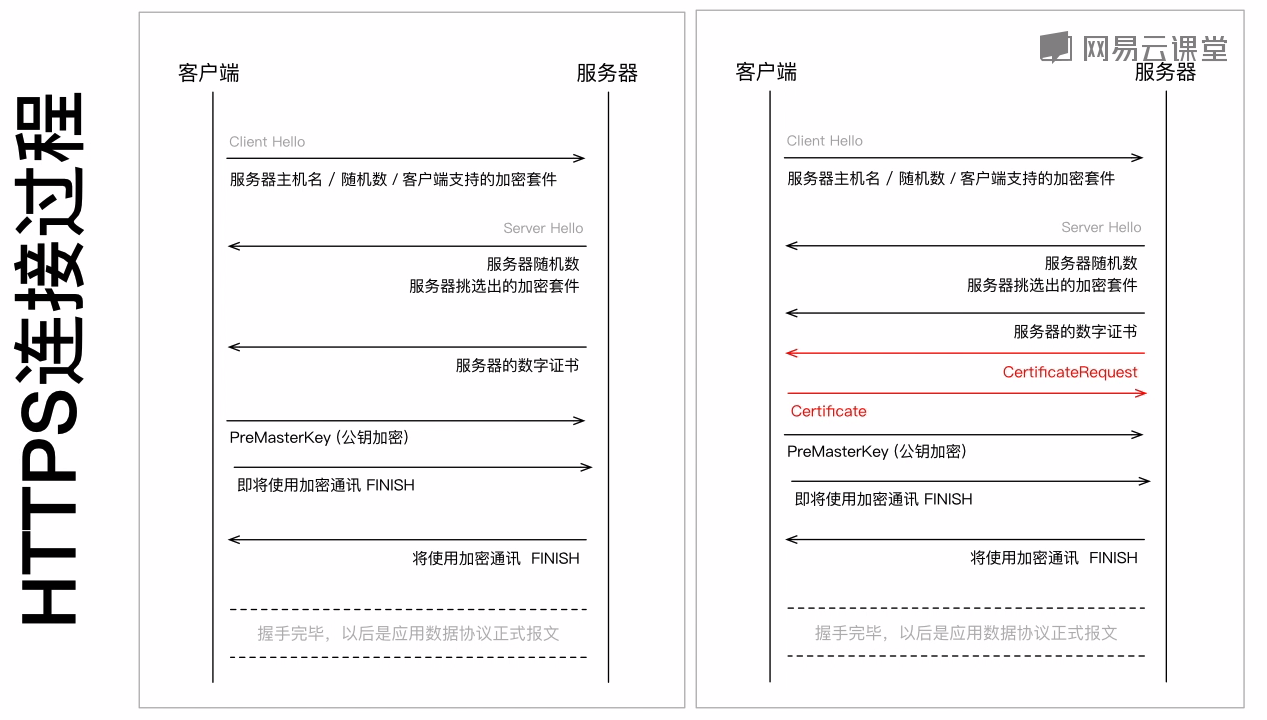 HTTPS连接过程
客户端
服务器
Client Hello
服务器主机名 / 随机数 / 客户端支持的加密套件
Server Hello
服务器随机数
服务器挑选出的加密套件
服务器的数字证书
PreMasterKey (公钥加密)
即将使用加密通讯 FINISH
将使用加密通讯 FINISH
握手完毕，以后是应用数据协议正式报文
网易云课堂
客户端
服务器
Client Hello
服务器主机名 / 随机数 / 客户端支持的加密套件
Server Hello
服务器随机数
服务器挑选出的加密套件
服务器的数字证书
CertificateRequest
Certificate
PreMasterKey (公钥加密)
即将使用加密通讯 FINISH
将使用加密通讯 FINISH
握手完毕，以后是应用数据协议正式报文